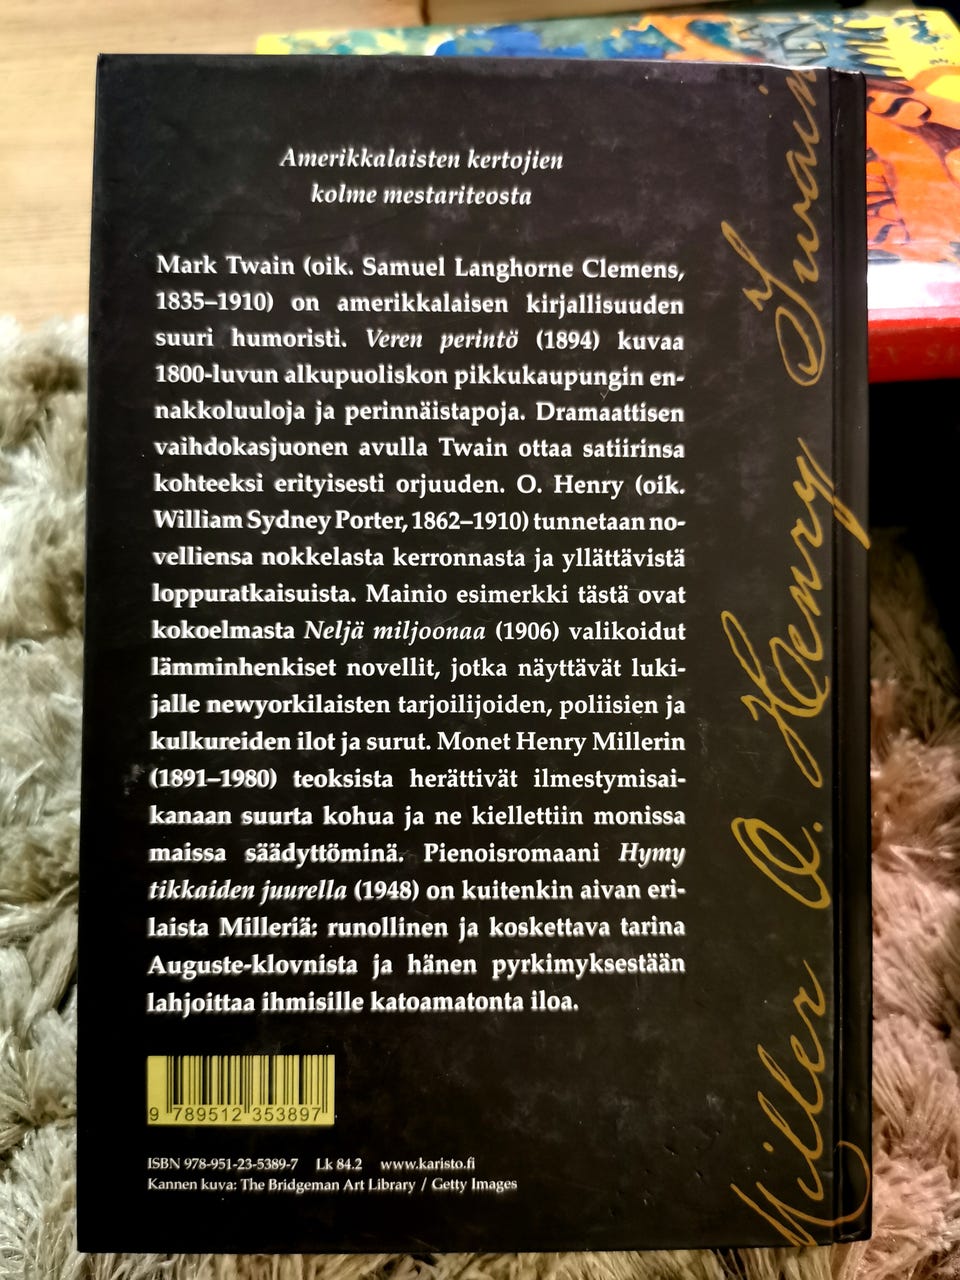 Amerikkalaisten kertojien
kolme mestariteosta
Mark Twain (oik. Samuel Langhorne Clemens,
1835–1910) on amerikkalaisen kirjallisuuden
suuri humoristi. Veren perintö (1894) kuvaa
1800-luvun alkupuoliskon pikkukaupungin en-
nakkoluuloja ja perinnäistapoja. Dramaattisen
vaihdokasjuonen avulla Twain ottaa satiirinsa
kohteeksi erityisesti orjuuden. O. Henry (oik.
William Sydney Porter, 1862–1910) tunnetaan no-
velliensa nokkelasta kerronnasta ja yllättävistä
loppuratkaisuista. Mainio esimerkki tästä ovat
kokoelmasta Neljä miljoonaa (1906) valikoidut
lämminhenkiset novellit, jotka näyttävät luki-
jalle newyorkilaisten tarjoilijoiden, poliisien ja
kulkureiden ilot ja surut. Monet Henry Millerin
(1891–1980) teoksista herättivät ilmestymisai-
kanaan suurta kohua ja ne kiellettiin monissa
maissa säädyttöminä. Pienoisromaani Hymy
tikkaiden juurella (1948) on kuitenkin aivan eri-
laista Milleriä: runollinen ja koskettava tarina
Auguste-klovnista ja hänen pyrkimyksestään
lahjoittaa ihmisille katoamatonta iloa.
9 789512 353897
ISBN 978-951-23-5389-7 Lk 84.2 www.karisto.fi
Kannen kuva: The Bridgeman Art Library / Getty Images
Miller O. Henry Twain